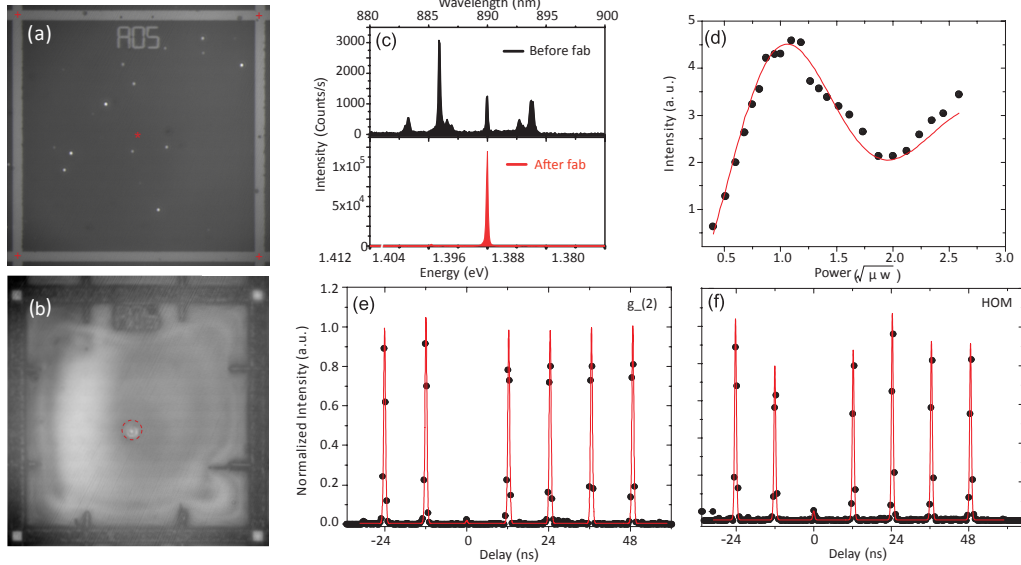 (a)
A05.
(b)
Wavelength (nm)
880 885 890 895 900
(c)
Before fab
3000
2000
1000
0
After fab
1x10⁵
5x10⁴
0
Intensity (Counts/s)
1.412 1.404 1.396 1.388 1.380
Energy (eV)
(d)
Intensity (a. u.)
5
4
3
2
1
0.5 1.0 1.5 2.0 2.5 3.0
Power (√μ w)
(e)
g_(2)
Normalized Intensity (a.u.)
1.2
1.0
0.8
0.6
0.4
0.2
0.0
-24 0 24 48
Delay (ns)
(f)
HOM
-24 0 24 48
Delay (ns)